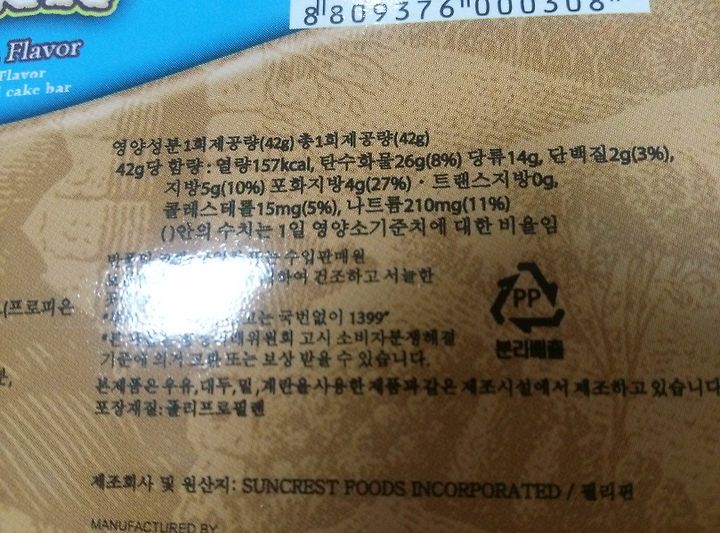 8 809376 000308
Flavor
Flavor
cake bar
영양성분 1회제공량(42g) 총1회제공량(42g)
42g당 함량 : 열량157kcal, 탄수화물26g(8%) 당류14g, 단백질2g(3%),
지방5g(10%) 포화지방4g(27%) · 트랜스지방0g,
콜레스테롤15mg(5%), 나트륨210mg(11%)
()안의 수치는 1일 영양소기준치에 대한 비율임
수입판매원
건조하고 서늘한
(프로피온
국번없이 1399"
고시 소비자분쟁해결
기준에 의거 교환 또는 보상 받을 수 있습니다.
PP
분리배출
본제품은 우유,대두,밀,계란을 사용한 제품과 같은 제조시설에서 제조하고 있습니다
포장재질:폴리프로필렌
제조회사 및 원산지: SUNCREST FOODS INCORPORATED / 필리핀
MANUFACTURED BY